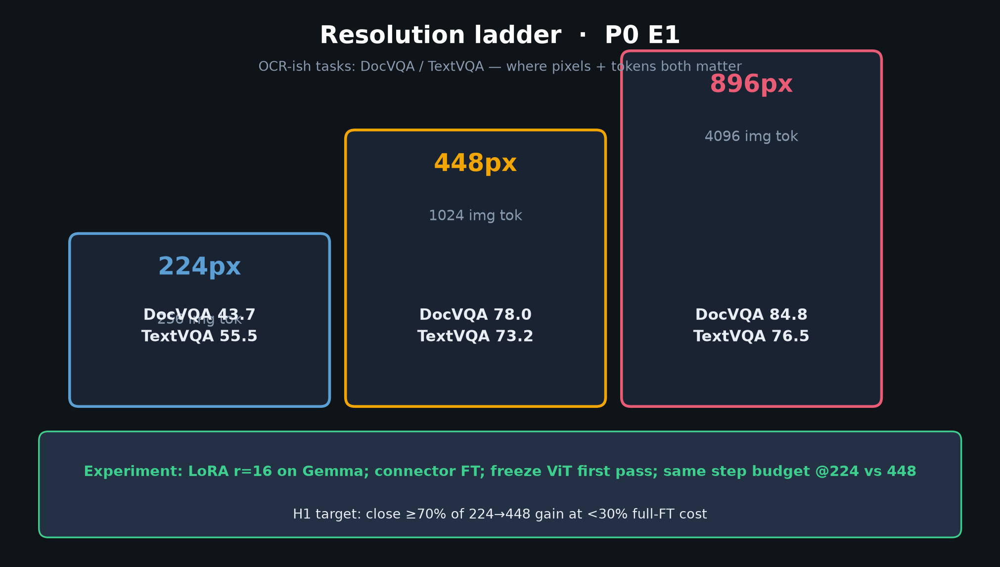 Resolution ladder · P0 E1
OCR-ish tasks: DocVQA / TextVQA — where pixels + tokens both matter
224px
256 img tok
DocVQA 43.7
TextVQA 55.5
448px
1024 img tok
DocVQA 78.0
TextVQA 73.2
896px
4096 img tok
DocVQA 84.8
TextVQA 76.5
Experiment: LoRA r=16 on Gemma; connector FT; freeze ViT first pass; same step budget @224 vs 448
H1 target: close ≥70% of 224→448 gain at <30% full-FT cost